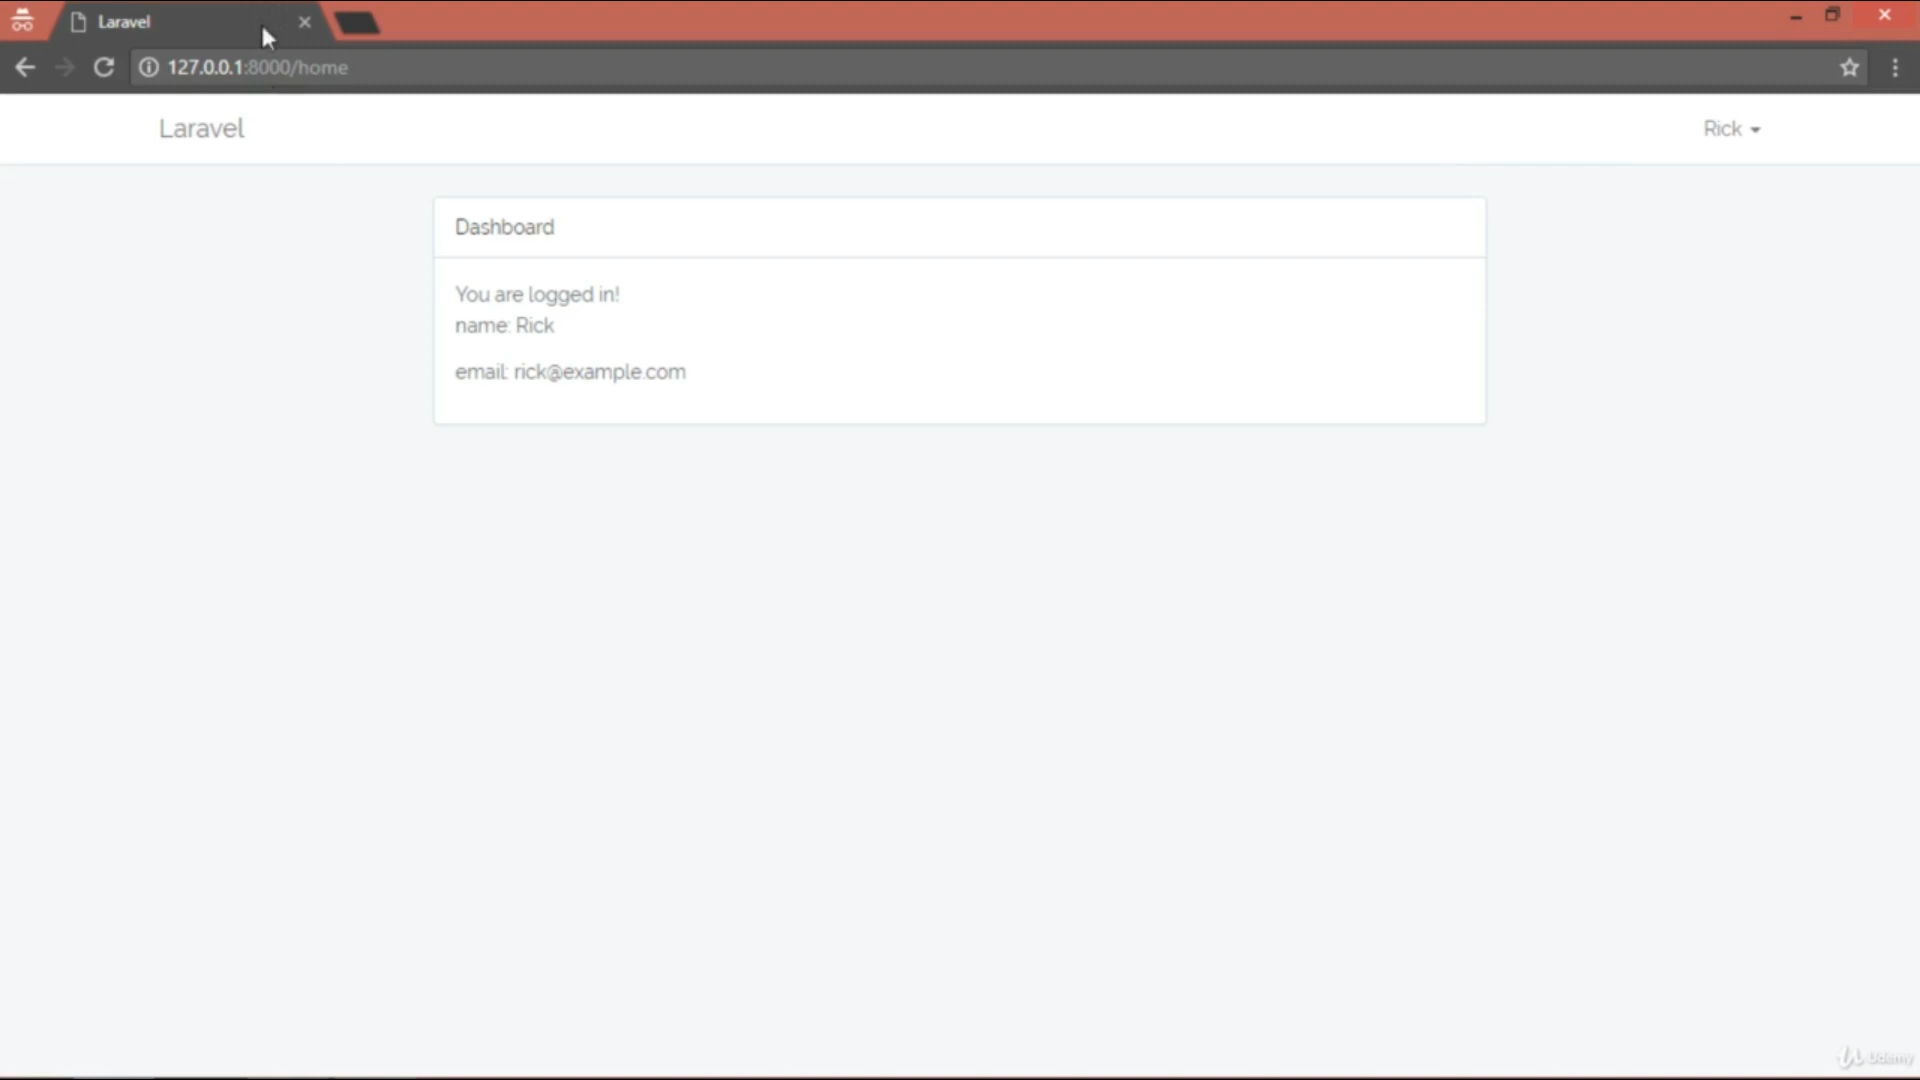 Laravel
127.0.0.1:8000/home
Laravel
Rick
Dashboard
You are logged in!
name: Rick
email: rick@example.com
Udemy